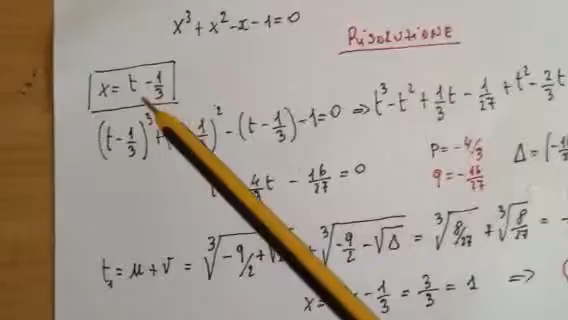 x³ + x² - x - 1 = 0
RISOLUZIONE
x = t - 1/3
(t - 1/3)³ + ( 1/3)² - (t - 1/3) - 1 = 0 ⇒ t³ - t² + 1/3 t - 1/27 + t² - 2/3 t
p = -4/3
4/3 t - 16/27 = 0
q = -16/27
Δ = (-16
t₁ = u + v = ∛(-q/2 + √ ) + ∛(-q/2 - √Δ) = ∛(8/27) + ∛(8/27) =
x = - 1/3 = 3/3 = 1 ⇒